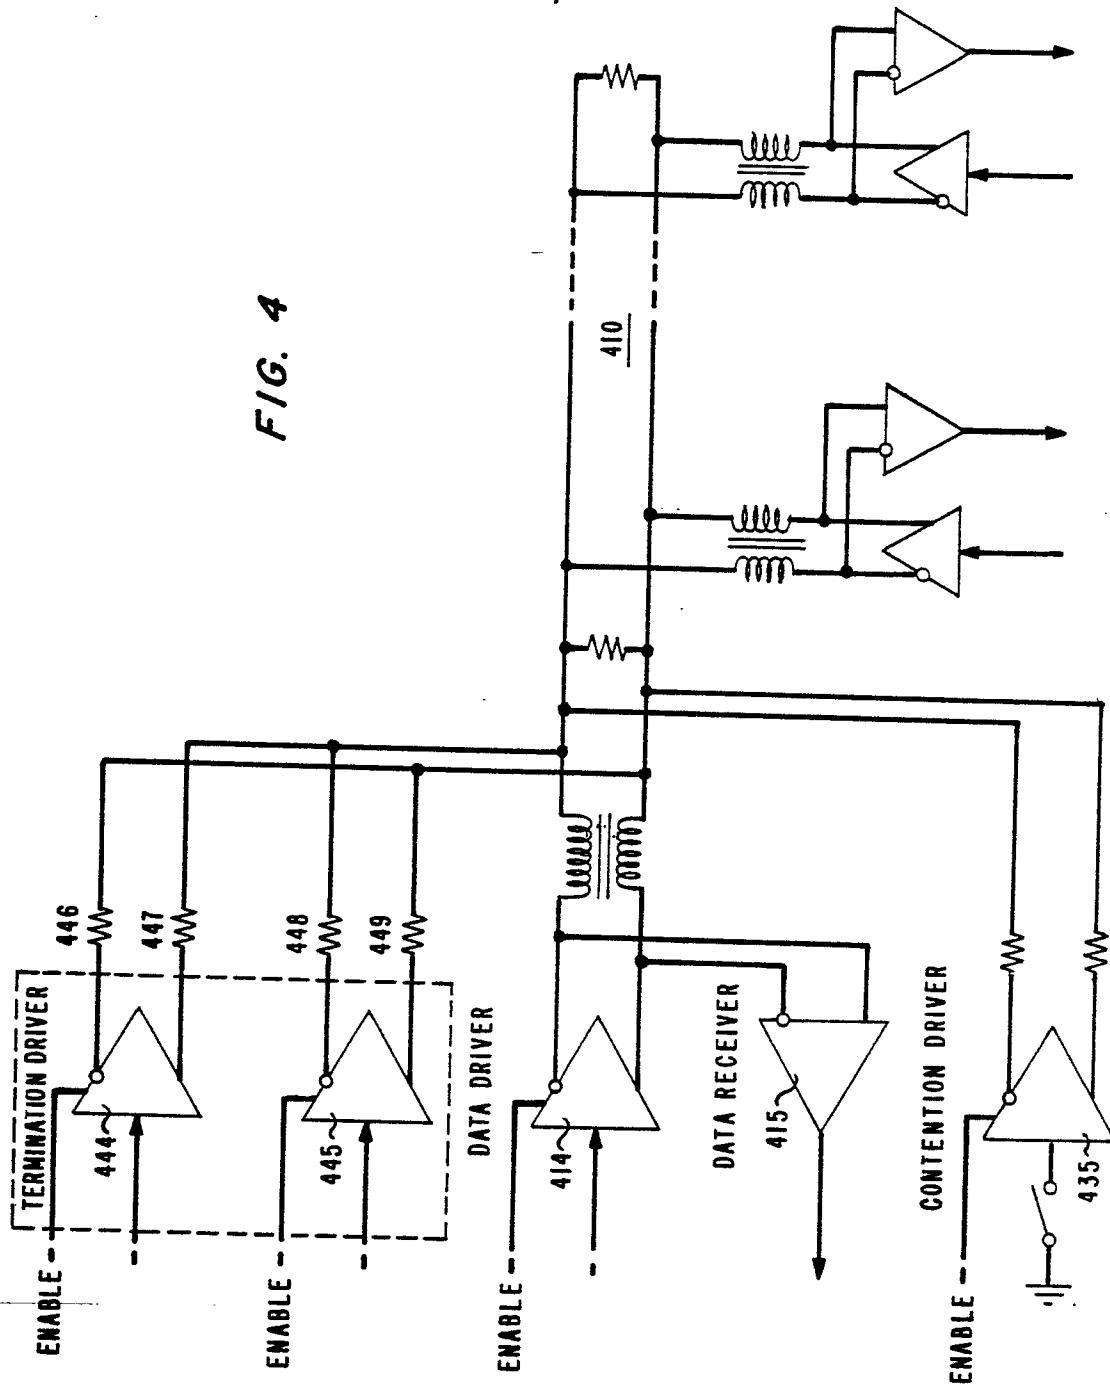 FIG. 4
TERMINATION DRIVER
ENABLE
444
446
447
ENABLE
445
448
449
DATA DRIVER
ENABLE
414
410
DATA RECEIVER
415
CONTENTION DRIVER
ENABLE
435